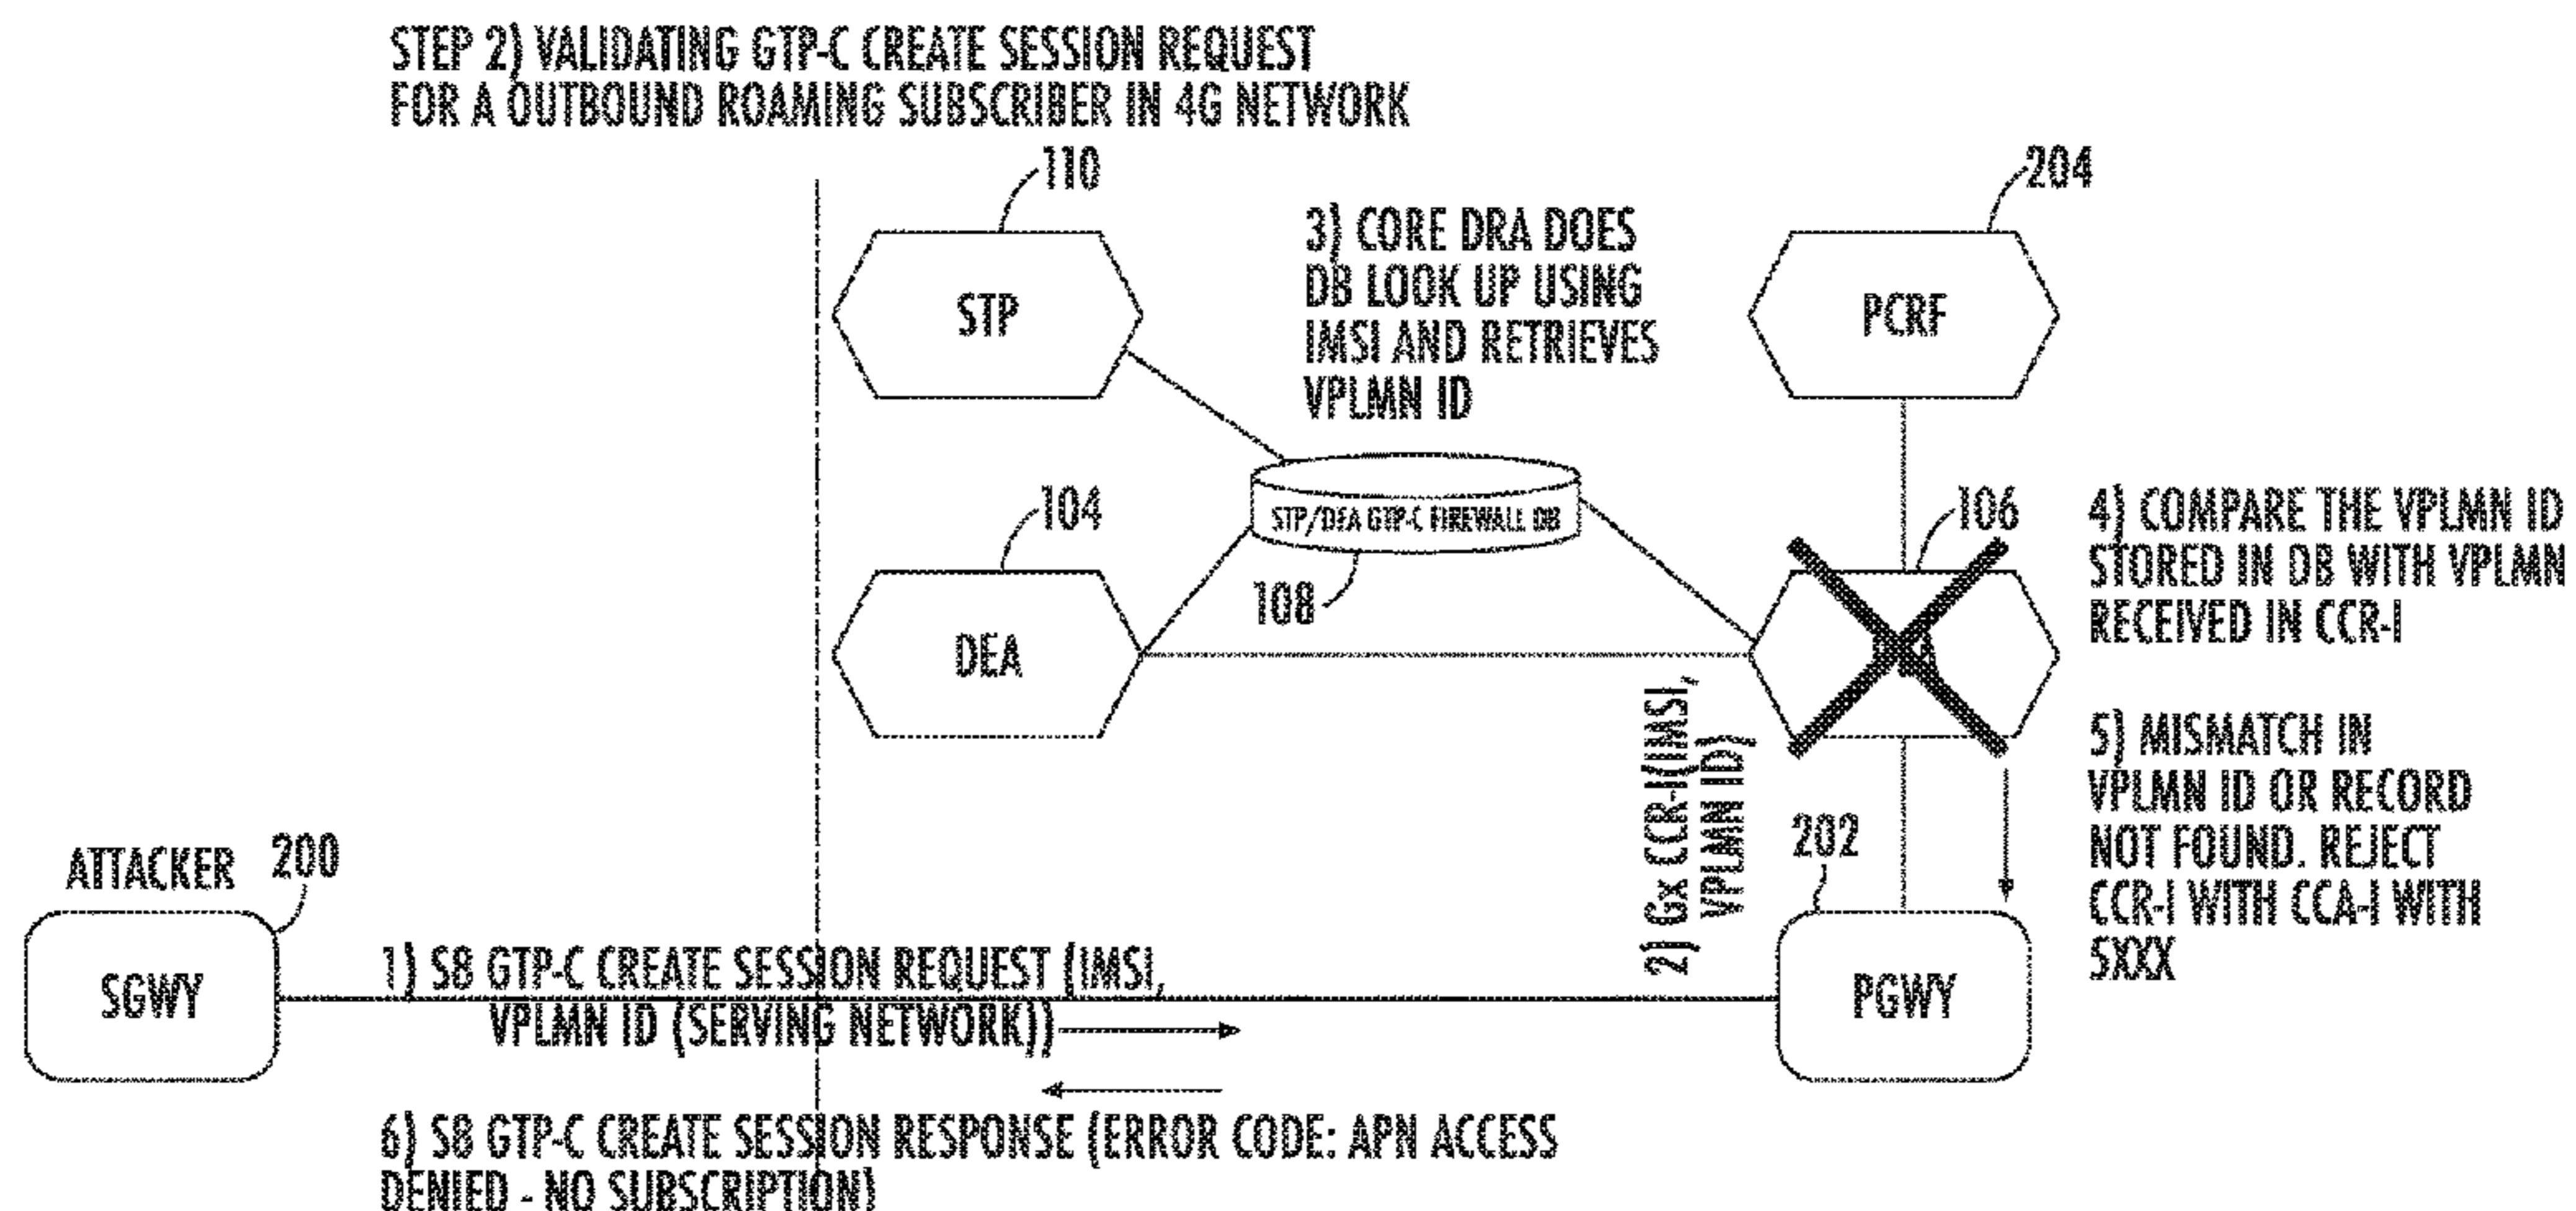 STEP 2) VALIDATING GTP-C CREATE SESSION REQUEST
FOR A OUTBOUND ROAMING SUBSCRIBER IN 4G NETWORK
110
204
3) CORE DRA DOES
DB LOOK UP USING
IMSI AND RETRIEVES
VPLMN ID
STP
PCRF
104
STP/DEA GTP-C FIREWALL DB
108
106
4) COMPARE THE VPLMN ID
STORED IN DB WITH VPLMN
RECEIVED IN CCR-I
DEA
2) Gx CCR-I(IMSI,
VPLMN ID)
5) MISMATCH IN
VPLMN ID OR RECORD
NOT FOUND. REJECT
CCR-I WITH CCA-I WITH
5XXX
202
ATTACKER
200
SGWY
1) S8 GTP-C CREATE SESSION REQUEST (IMSI,
VPLMN ID (SERVING NETWORK))
PGWY
6) S8 GTP-C CREATE SESSION RESPONSE (ERROR CODE: APN ACCESS
DENIED - NO SUBSCRIPTION)